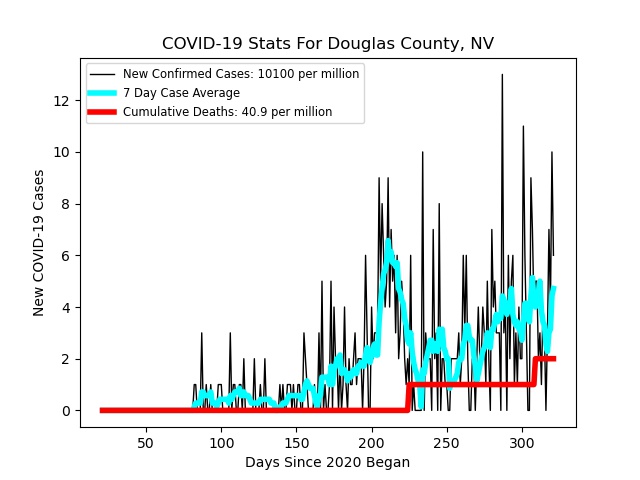 COVID-19 Stats For Douglas County, NV
New Confirmed Cases: 10100 per million
7 Day Case Average
Cumulative Deaths: 40.9 per million
New COVID-19 Cases
12
10
8
6
4
2
0
50 100 150 200 250 300
Days Since 2020 Began